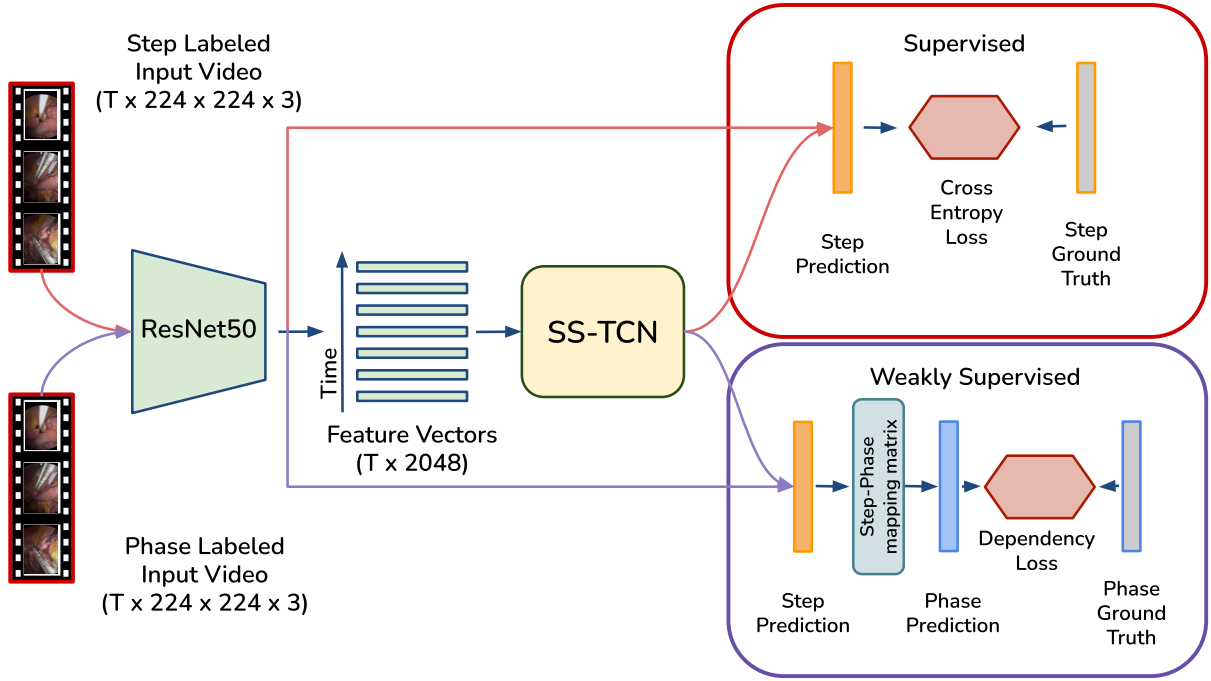 Step Labeled
Input Video
(T x 224 x 224 x 3)
ResNet50
Time
Feature Vectors
(T x 2048)
SS-TCN
Phase Labeled
Input Video
(T x 224 x 224 x 3)
Supervised
Step
Prediction
Cross
Entropy
Loss
Step
Ground
Truth
Weakly Supervised
Step
Prediction
Step-Phase
mapping matrix
Phase
Prediction
Dependency
Loss
Phase
Ground
Truth